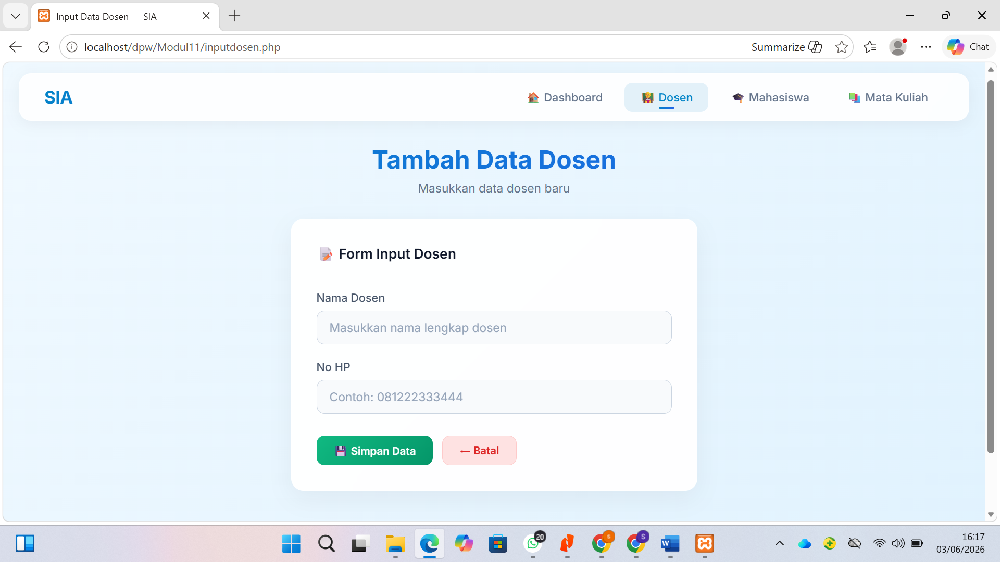 Input Data Dosen — SIA
localhost/dpw/Modul11/inputdosen.php
Summarize
Chat
SIA
Dashboard
Dosen
Mahasiswa
Mata Kuliah
Tambah Data Dosen
Masukkan data dosen baru
Form Input Dosen
Nama Dosen
Masukkan nama lengkap dosen
No HP
Contoh: 081222333444
Simpan Data
← Batal
20
S
S
W
16:17
03/06/2026